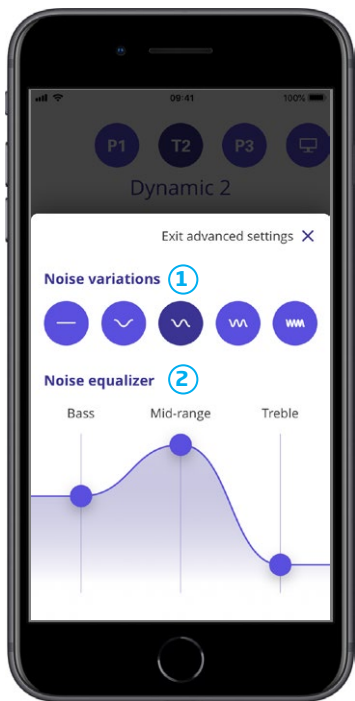 09:41 100%
P1 T2 P3
Dynamic 2
Exit advanced settings
Noise variations 1
Noise equalizer 2
Bass Mid-range Treble